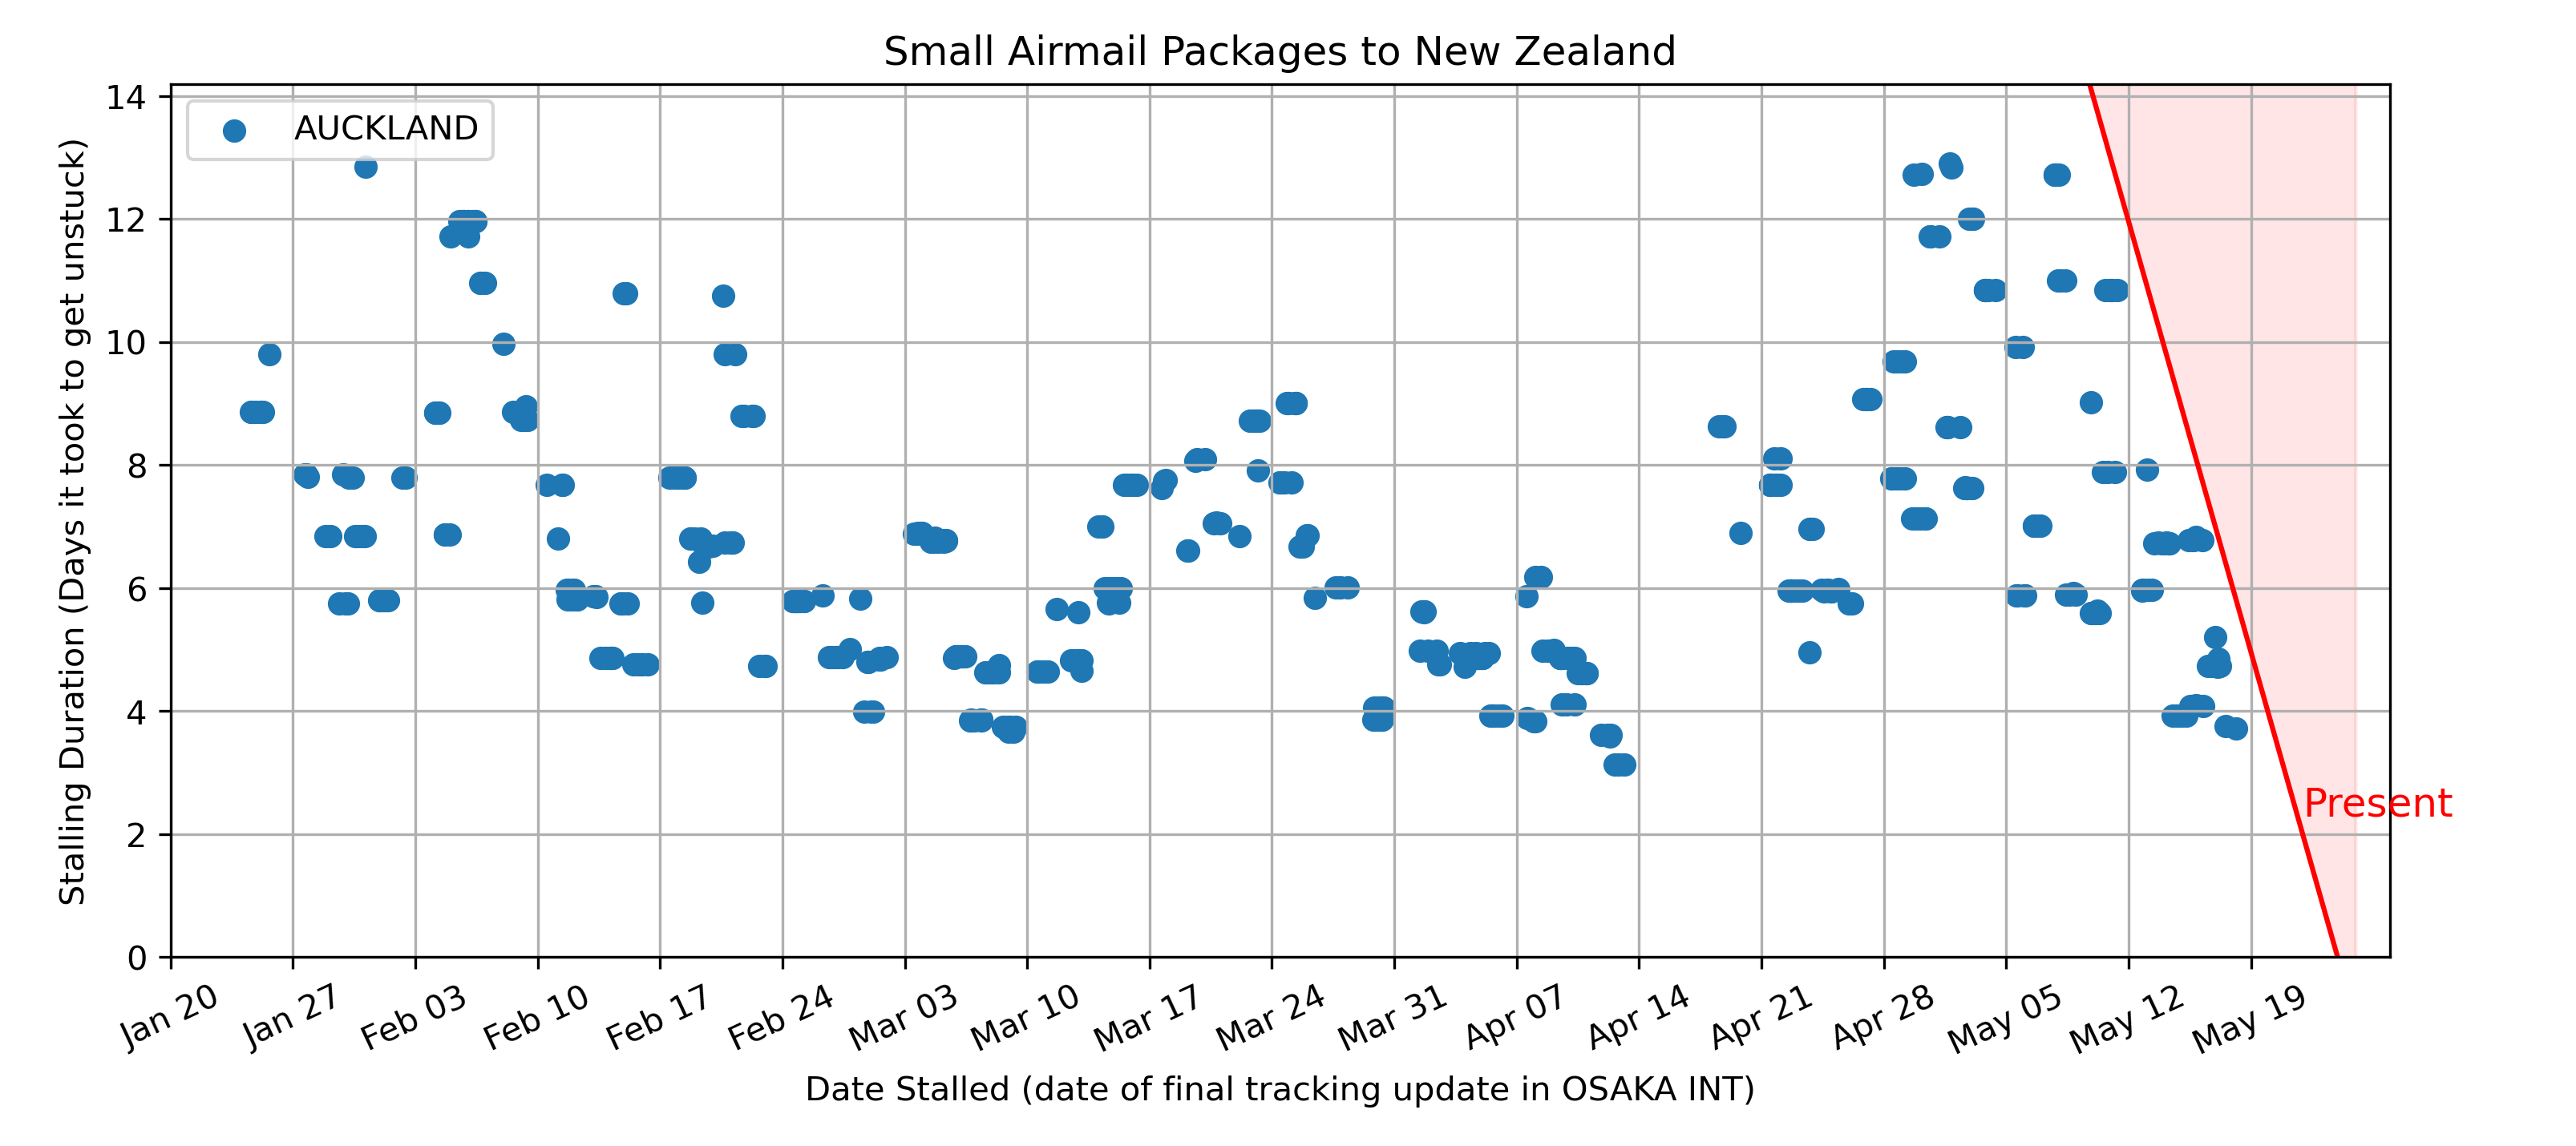 Small Airmail Packages to New Zealand
AUCKLAND
Stalling Duration (Days it took to get unstuck)
14
12
10
8
6
4
2
0
Present
Jan 20
Jan 27
Feb 03
Feb 10
Feb 17
Feb 24
Mar 03
Mar 10
Mar 17
Mar 24
Mar 31
Apr 07
Apr 14
Apr 21
Apr 28
May 05
May 12
May 19
Date Stalled (date of final tracking update in OSAKA INT)